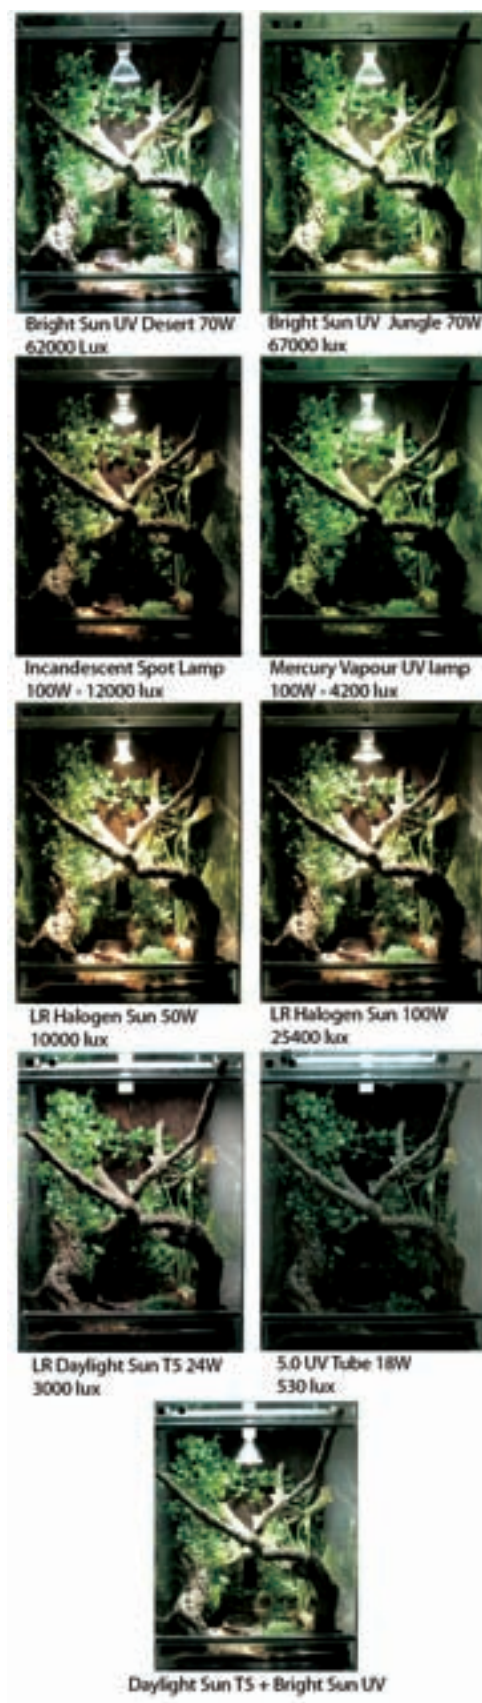 Bright Sun UV Desert 70W
62000 Lux
Bright Sun UV Jungle 70W
67000 lux
Incandescent Spot Lamp
100W - 12000 lux
Mercury Vapour UV lamp
100W - 4200 lux
LR Halogen Sun 50W
10000 lux
LR Halogen Sun 100W
25400 lux
LR Daylight Sun T5 24W
3000 lux
5.0 UV Tube 18W
530 lux
Daylight Sun T5 + Bright Sun UV